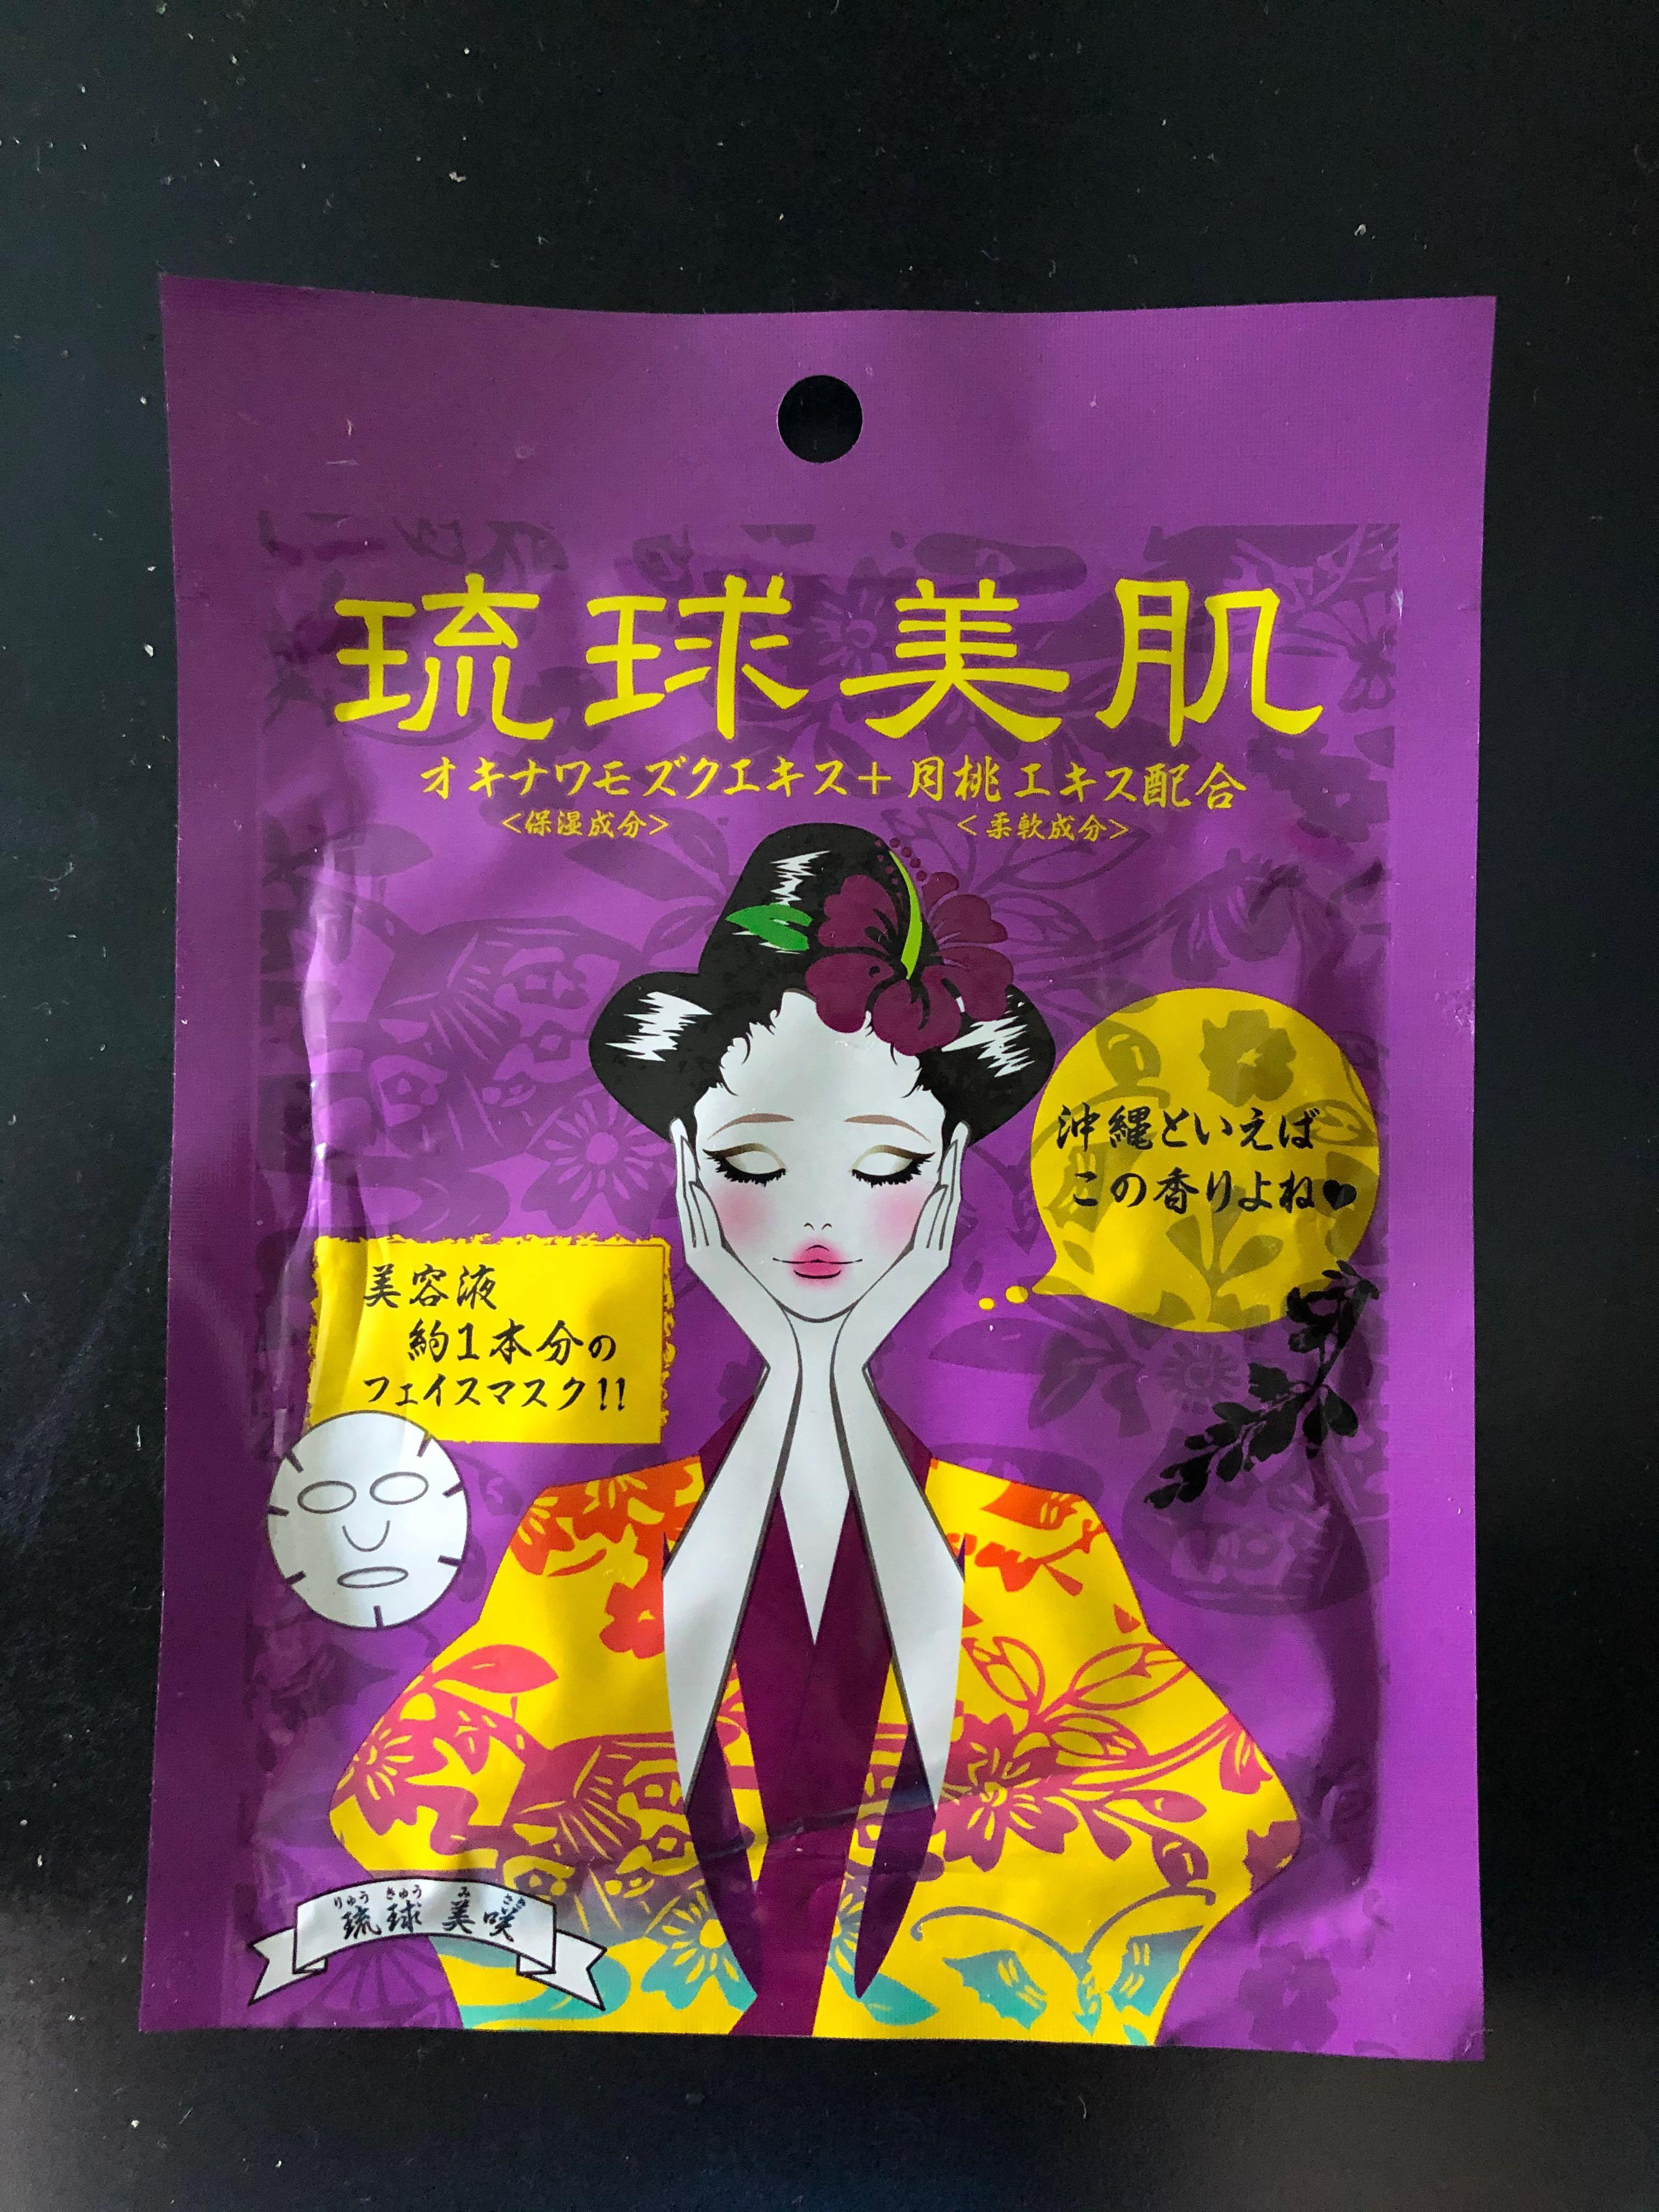 琉球美肌
オキナワモズクエキス＋月桃エキス配合
＜保湿成分＞ ＜柔軟成分＞
沖縄といえば
この香りよね♥
美容液
約1本分の
フェイスマスク!!
りゅう きゅう み さき
琉球 美咲